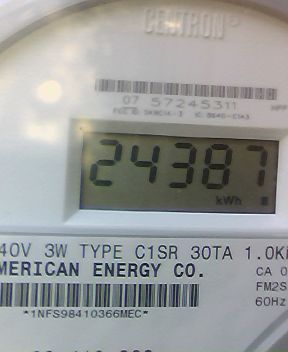 CENTRON
07 57245311
24387
kWh
40V 3W TYPE C1SR 30TA 1.0K
MERICAN ENERGY CO.
CA 0
FM2S
60Hz
*1NFS98410366MEC*